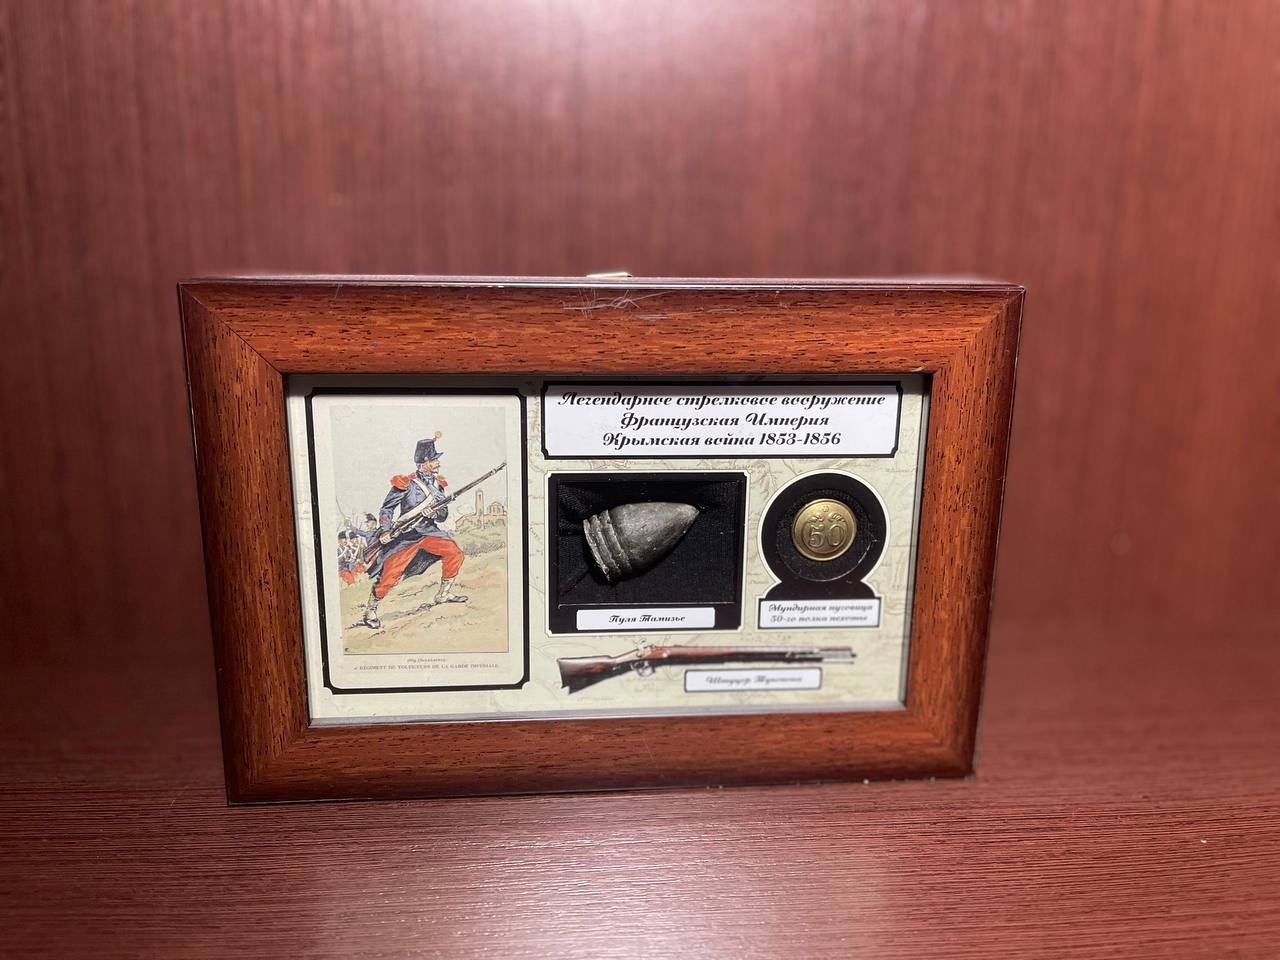 Легендарное стрелковое вооружение
Французская Империя
Крымская война 1853-1856
50
Пуля Тамизье
Мундирная пуговица
50-го полка пехоты
Штуцер Тувенена
REGIMENT DE VOLTIGEURS DE LA GARDE IMPERIALE.